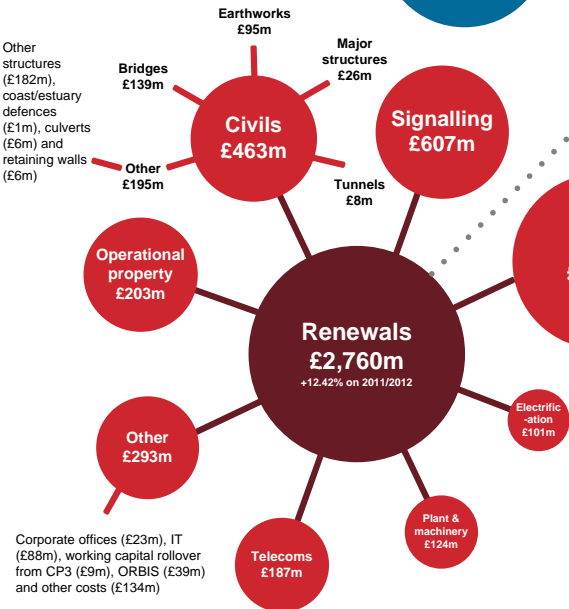 Earthworks
£95m
Other
structures
(£182m),
coast/estuary
defences
(£1m), culverts
(£6m) and
retaining walls
(£6m)
Bridges
£139m
Major
structures
£26m
Civils
£463m
Signalling
£607m
Other
£195m
Tunnels
£8m
Operational
property
£203m
Renewals
£2,760m
+12.42% on 2011/2012
Electrific
-ation
£101m
Other
£293m
Plant &
machinery
£124m
Telecoms
£187m
Corporate offices (£23m), IT
(£88m), working capital rollover
from CP3 (£9m), ORBIS (£39m)
and other costs (£134m)